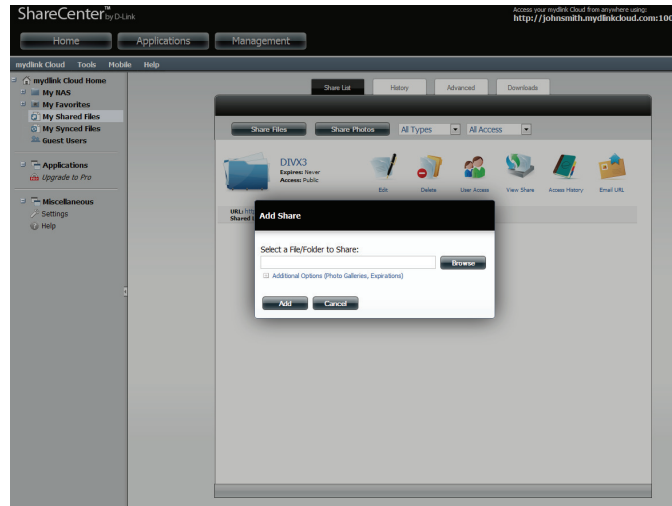 ShareCenter by D-Link
Access your mydlink Cloud from anywhere using:
http://johnsmith.mydlinkcloud.com:100
Home Applications Management
mydlink Cloud Tools Mobile Help
mydlink Cloud Home
My NAS
My Favorites
My Shared Files
My Synced Files
Guest Users
Applications
Upgrade to Pro
Miscellaneous
Settings
Help
Share List History Advanced Downloads
Share Files Share Photos All Types All Access
DIVX3
Expires: Never
Access: Public
Edit Delete User Access View Share Access History Email URL
URL:
Shared
Add Share
Select a File/Folder to Share:
Browse
Additional Options (Photo Galleries, Expirations)
Add Cancel